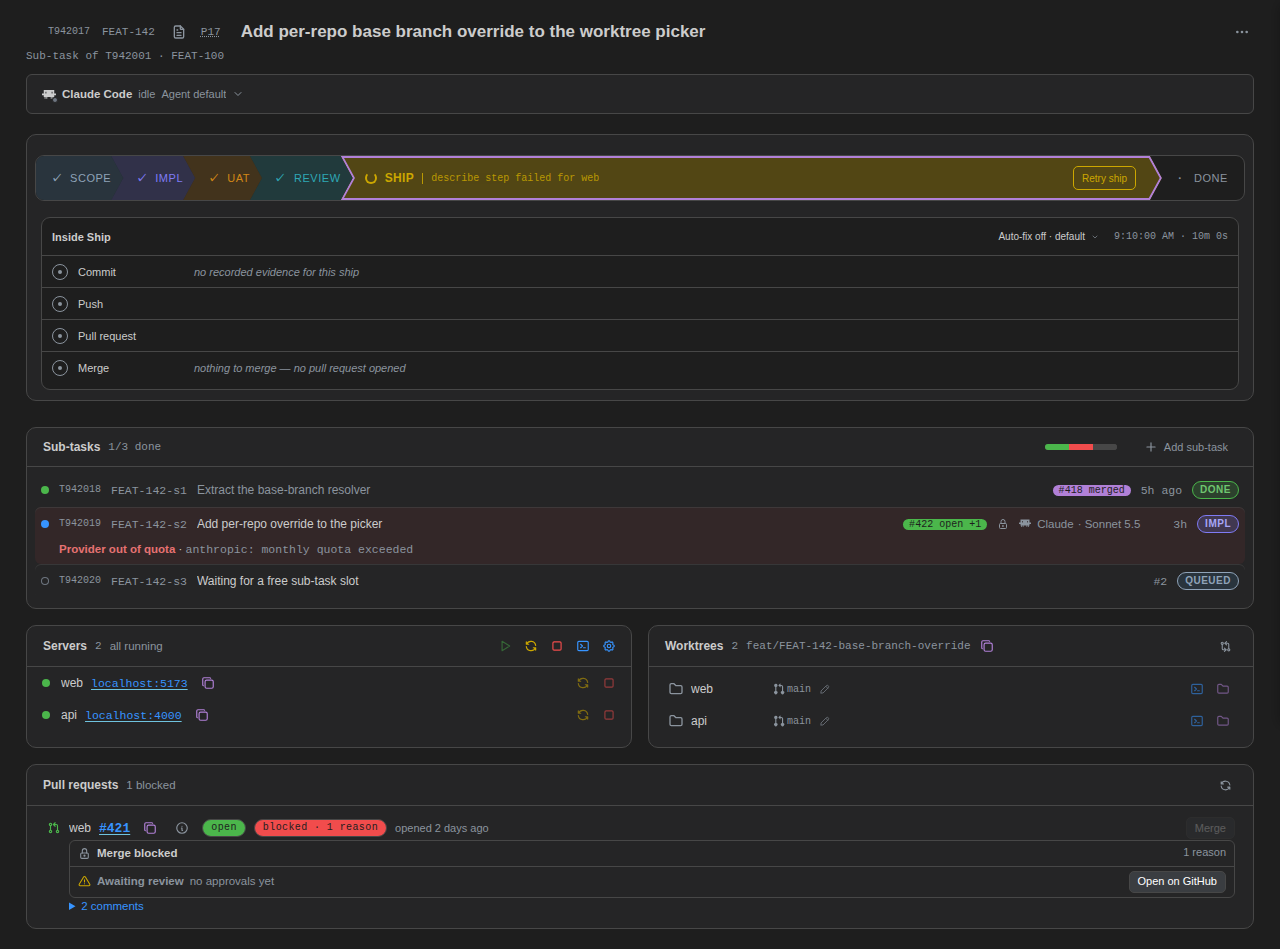 T942017 FEAT-142 P17 Add per-repo base branch override to the worktree picker
Sub-task of T942001 · FEAT-100
Claude Code idle Agent default
SCOPE IMPL UAT REVIEW SHIP describe step failed for web Retry ship DONE
Inside Ship Auto-fix off · default 9:10:00 AM · 10m 0s
Commit no recorded evidence for this ship
Push
Pull request
Merge nothing to merge — no pull request opened
Sub-tasks 1/3 done Add sub-task
T942018 FEAT-142-s1 Extract the base-branch resolver #418 merged 5h ago DONE
T942019 FEAT-142-s2 Add per-repo override to the picker #422 open +1 Claude · Sonnet 5.5 3h IMPL
Provider out of quota · anthropic: monthly quota exceeded
T942020 FEAT-142-s3 Waiting for a free sub-task slot #2 QUEUED
Servers 2 all running
web localhost:5173
api localhost:4000
Worktrees 2 feat/FEAT-142-base-branch-override
web main
api main
Pull requests 1 blocked
web #421 open blocked · 1 reason opened 2 days ago Merge
Merge blocked 1 reason
Awaiting review no approvals yet Open on GitHub
2 comments